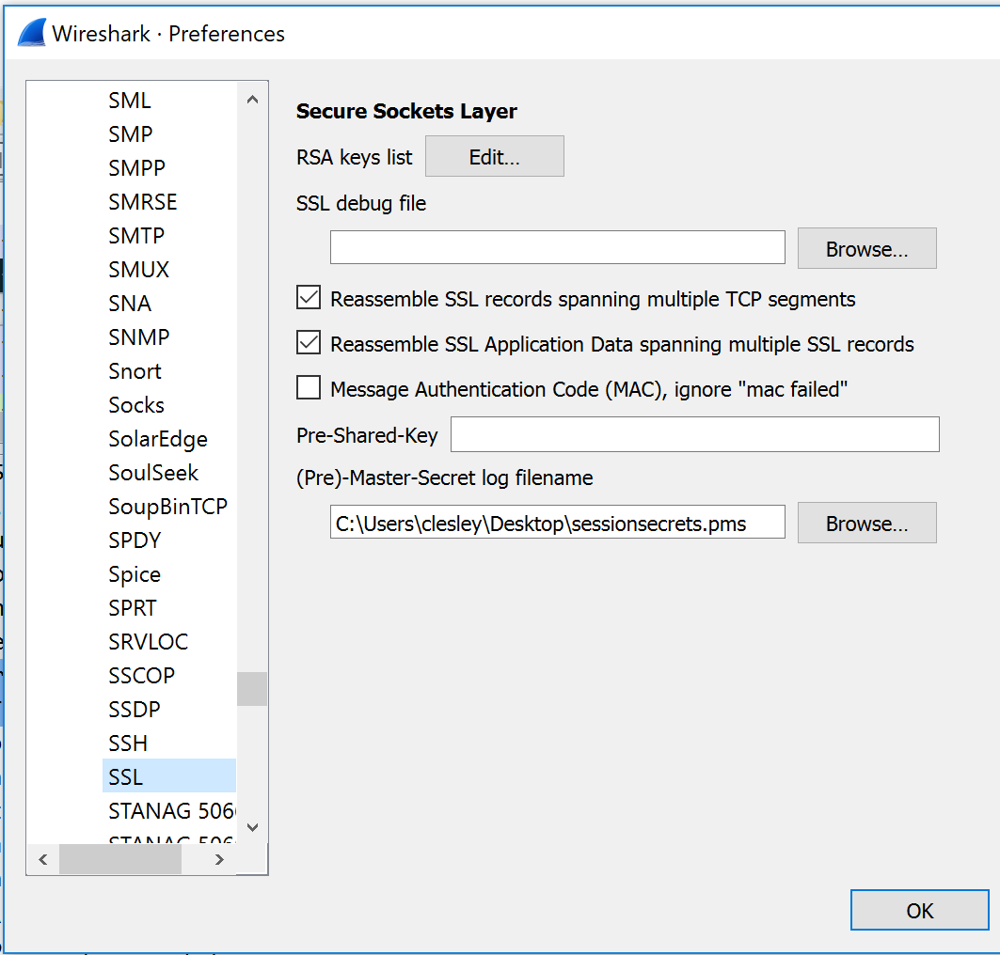 Wireshark · Preferences
SML
SMP
SMPP
SMRSE
SMTP
SMUX
SNA
SNMP
Snort
Socks
SolarEdge
SoulSeek
SoupBinTCP
SPDY
Spice
SPRT
SRVLOC
SSCOP
SSDP
SSH
SSL
STANAG 506
Secure Sockets Layer
RSA keys list Edit...
SSL debug file
Browse...
Reassemble SSL records spanning multiple TCP segments
Reassemble SSL Application Data spanning multiple SSL records
Message Authentication Code (MAC), ignore "mac failed"
Pre-Shared-Key
(Pre)-Master-Secret log filename
C:\Users\clesley\Desktop\sessionsecrets.pms Browse...
OK